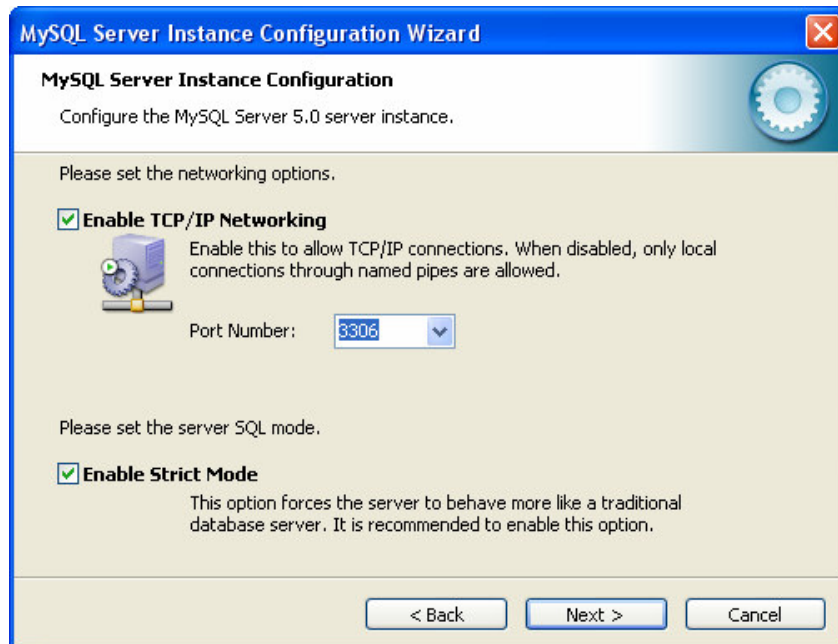 MySQL Server Instance Configuration Wizard
MySQL Server Instance Configuration
Configure the MySQL Server 5.0 server instance.
Please set the networking options.
Enable TCP/IP Networking
Enable this to allow TCP/IP connections. When disabled, only local
connections through named pipes are allowed.
Port Number: 3306
Please set the server SQL mode.
Enable Strict Mode
This option forces the server to behave more like a traditional
database server. It is recommended to enable this option.
< Back Next > Cancel